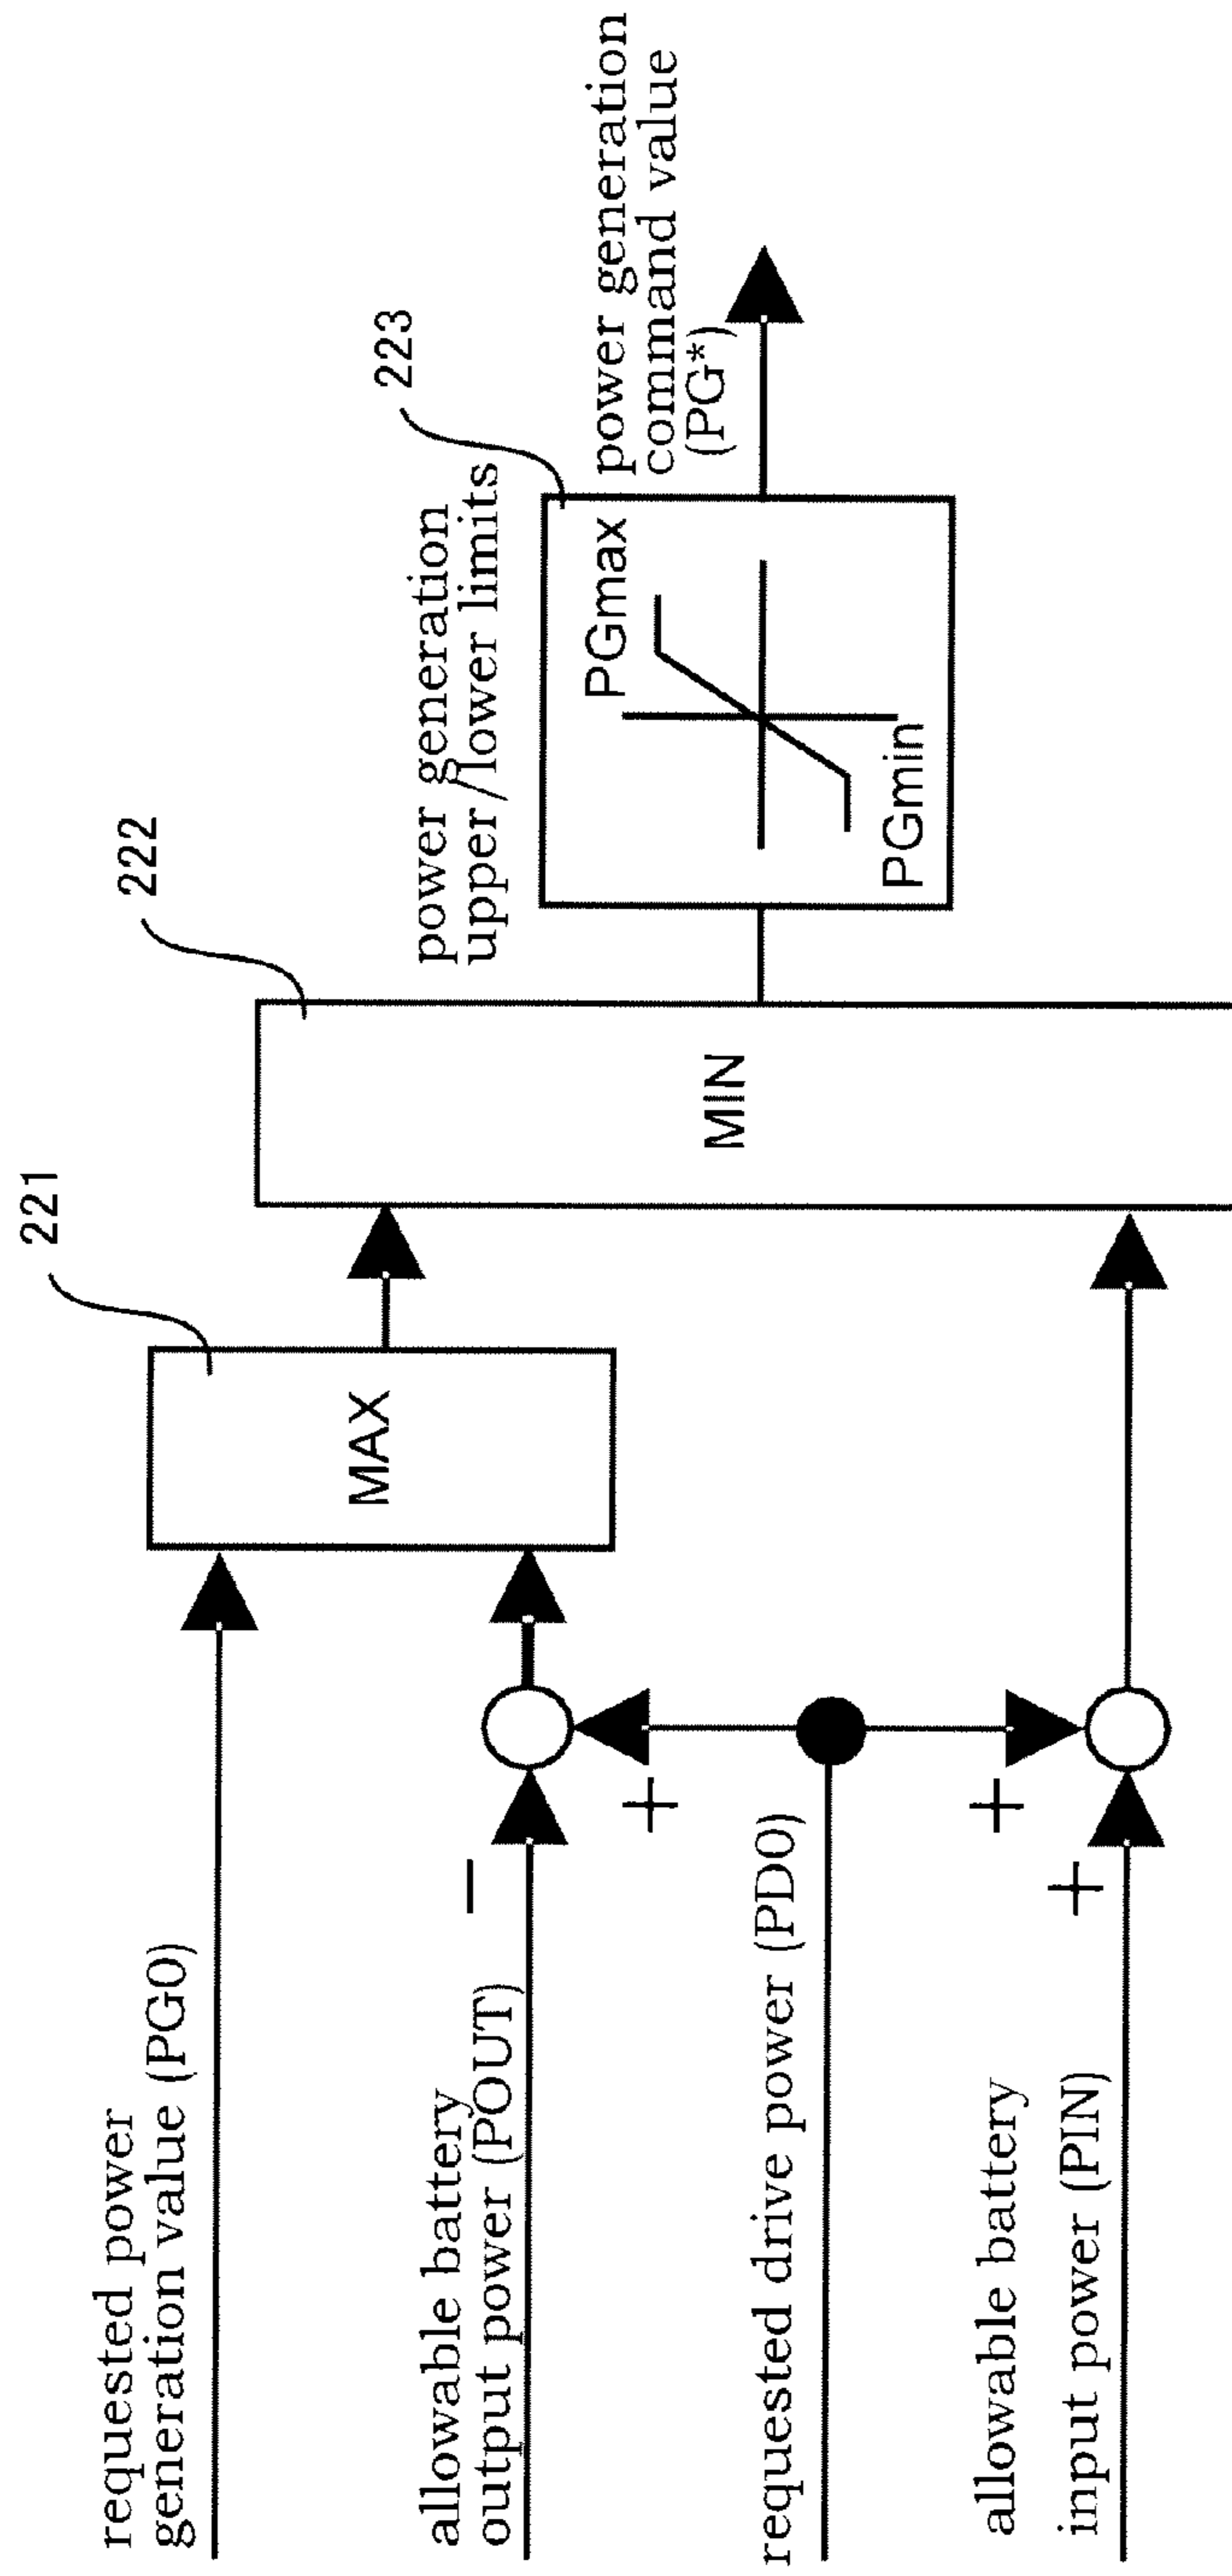 requested power
generation value (PG0)
allowable battery
output power (POUT)
−
requested drive power (PD0)
+
+
allowable battery
input power (PIN)
+
221
MAX
222
MIN
power generation
upper/lower limits
223
PGmax
PGmin
power generation
command value
(PG*)